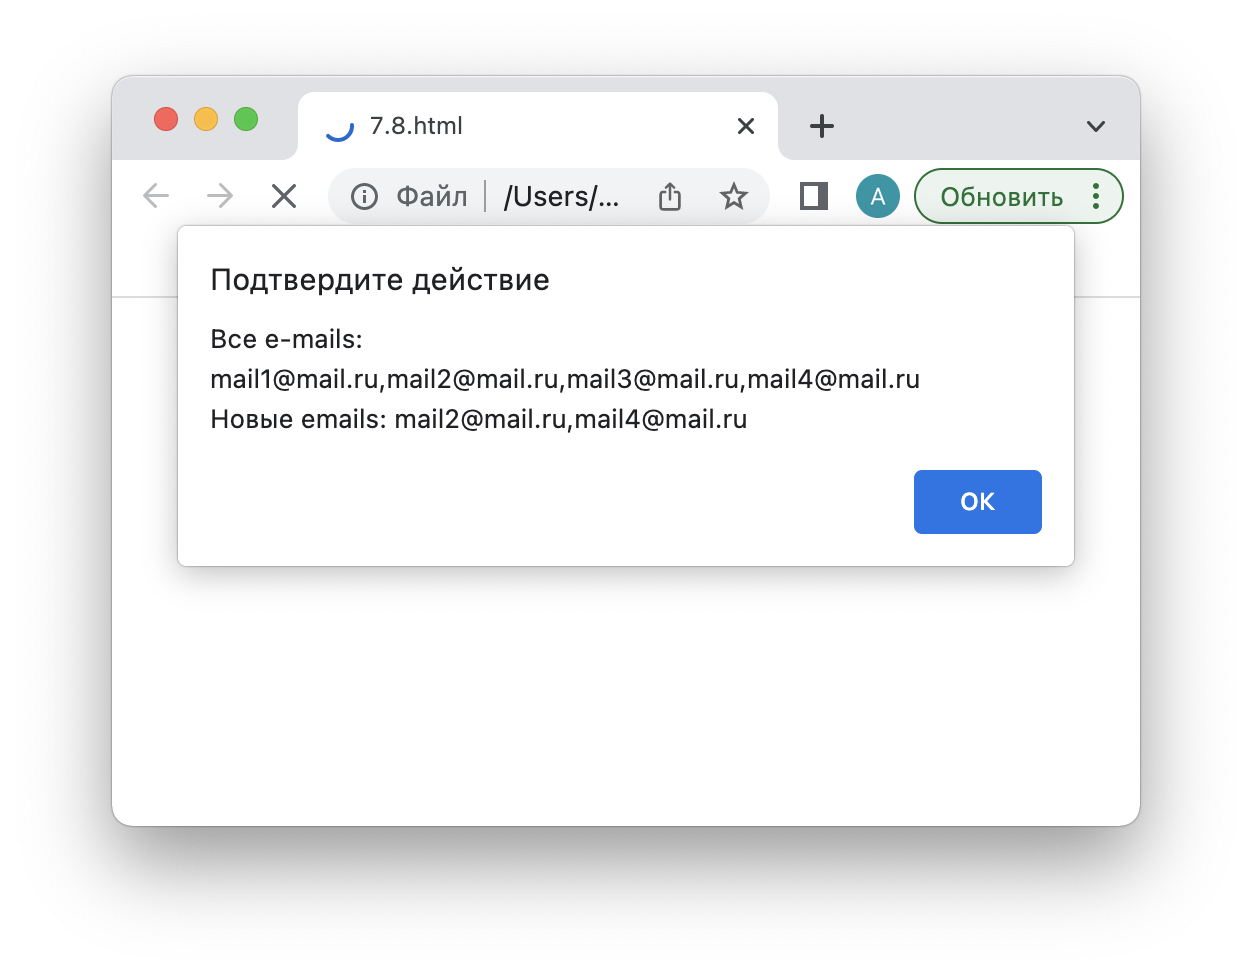 7.8.html
Файл /Users/...
A
Обновить
Подтвердите действие
Все e-mails:
mail1@mail.ru,mail2@mail.ru,mail3@mail.ru,mail4@mail.ru
Новые emails: mail2@mail.ru,mail4@mail.ru
ОК